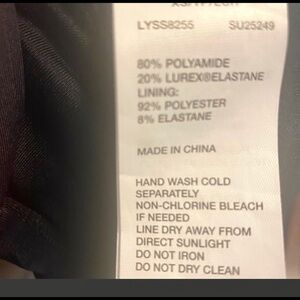 LYSS8255 SU25249
80% POLYAMIDE
20% LUREX®ELASTANE
LINING:
92% POLYESTER
8% ELASTANE
MADE IN CHINA
HAND WASH COLD
SEPARATELY
NON-CHLORINE BLEACH
IF NEEDED
LINE DRY AWAY FROM
DIRECT SUNLIGHT
DO NOT IRON
DO NOT DRY CLEAN